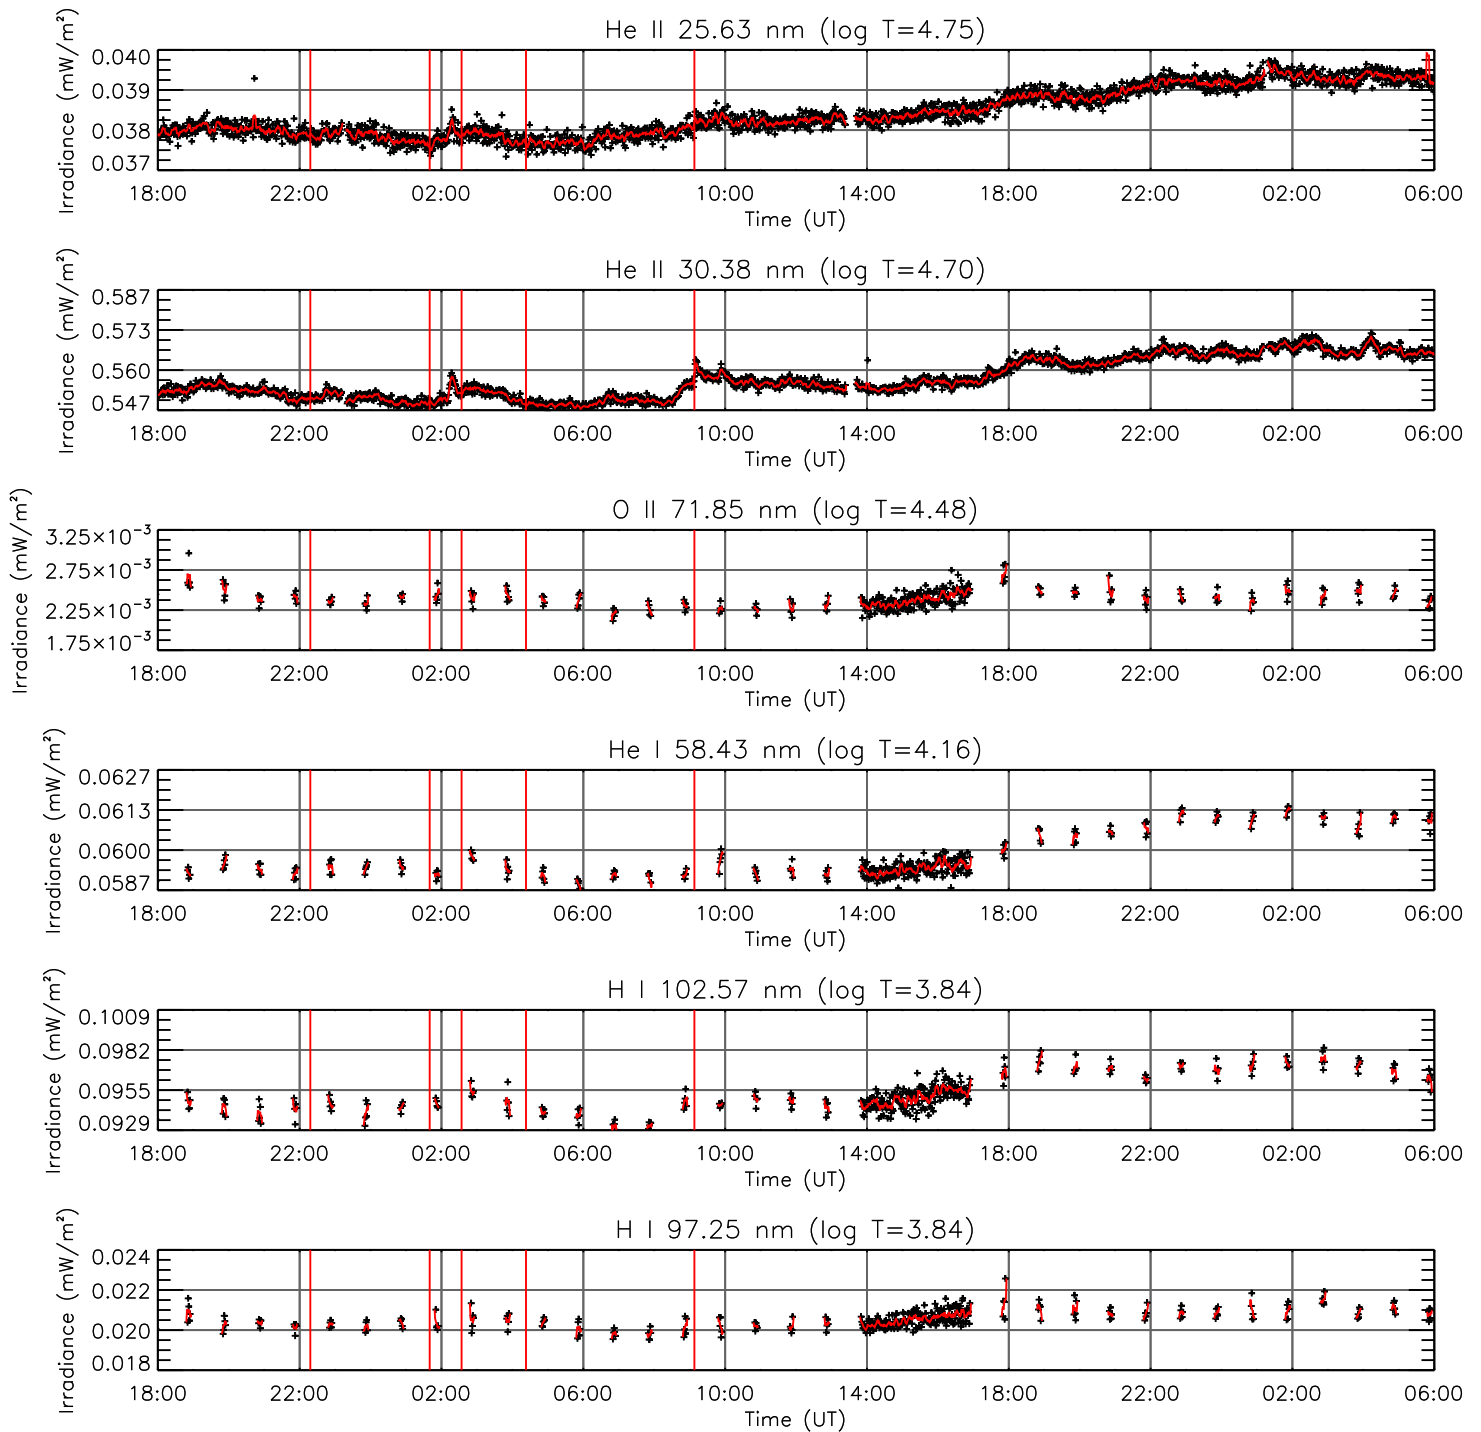 He II 25.63 nm (log T=4.75)
Irradiance (mW/m²)
0.040
0.039
0.038
0.037
18:00 22:00 02:00 06:00 10:00 14:00 18:00 22:00 02:00 06:00
Time (UT)
He II 30.38 nm (log T=4.70)
Irradiance (mW/m²)
0.587
0.573
0.560
0.547
18:00 22:00 02:00 06:00 10:00 14:00 18:00 22:00 02:00 06:00
Time (UT)
O II 71.85 nm (log T=4.48)
Irradiance (mW/m²)
3.25×10⁻³
2.75×10⁻³
2.25×10⁻³
1.75×10⁻³
18:00 22:00 02:00 06:00 10:00 14:00 18:00 22:00 02:00 06:00
Time (UT)
He I 58.43 nm (log T=4.16)
Irradiance (mW/m²)
0.0627
0.0613
0.0600
0.0587
18:00 22:00 02:00 06:00 10:00 14:00 18:00 22:00 02:00 06:00
Time (UT)
H I 102.57 nm (log T=3.84)
Irradiance (mW/m²)
0.1009
0.0982
0.0955
0.0929
18:00 22:00 02:00 06:00 10:00 14:00 18:00 22:00 02:00 06:00
Time (UT)
H I 97.25 nm (log T=3.84)
Irradiance (mW/m²)
0.024
0.022
0.020
0.018
18:00 22:00 02:00 06:00 10:00 14:00 18:00 22:00 02:00 06:00
Time (UT)